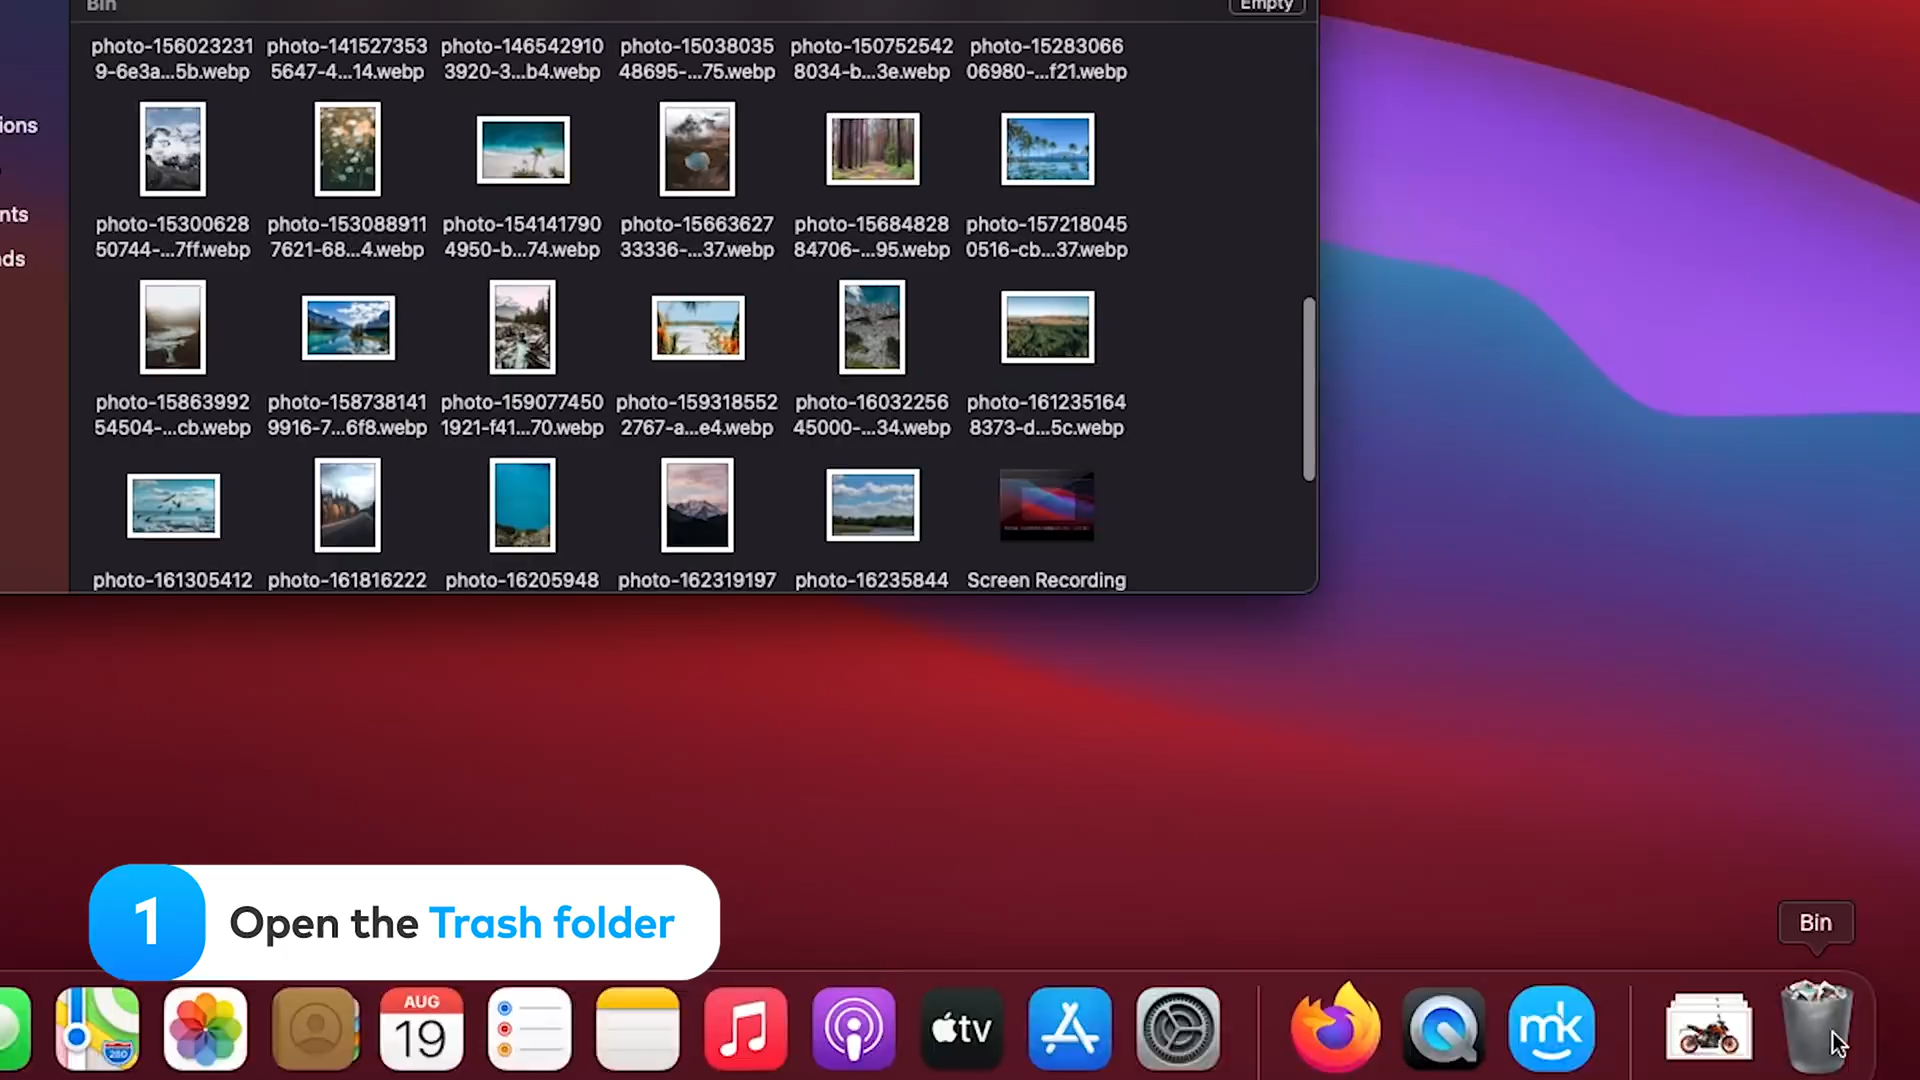 Bin
Empty
photo-156023231 photo-141527353 photo-146542910 photo-15038035 photo-150752542 photo-15283066
9-6e3a...5b.webp 5647-4...14.webp 3920-3...b4.webp 48695-...75.webp 8034-b...3e.webp 06980-...f21.webp
ions
photo-15300628 photo-153088911 photo-154141790 photo-15663627 photo-15684828 photo-157218045
50744-...7ff.webp 7621-68...4.webp 4950-b...74.webp 33336-...37.webp 84706-...95.webp 0516-cb...37.webp
nts
ds
photo-15863992 photo-158738141 photo-159077450 photo-159318552 photo-16032256 photo-161235164
54504-...cb.webp 9916-7...6f8.webp 1921-f41...70.webp 2767-a...e4.webp 45000-...34.webp 8373-d...5c.webp
photo-161305412 photo-161816222 photo-16205948 photo-162319197 photo-16235844 Screen Recording
1 Open the Trash folder
Bin
280
AUG
19
tv
mk